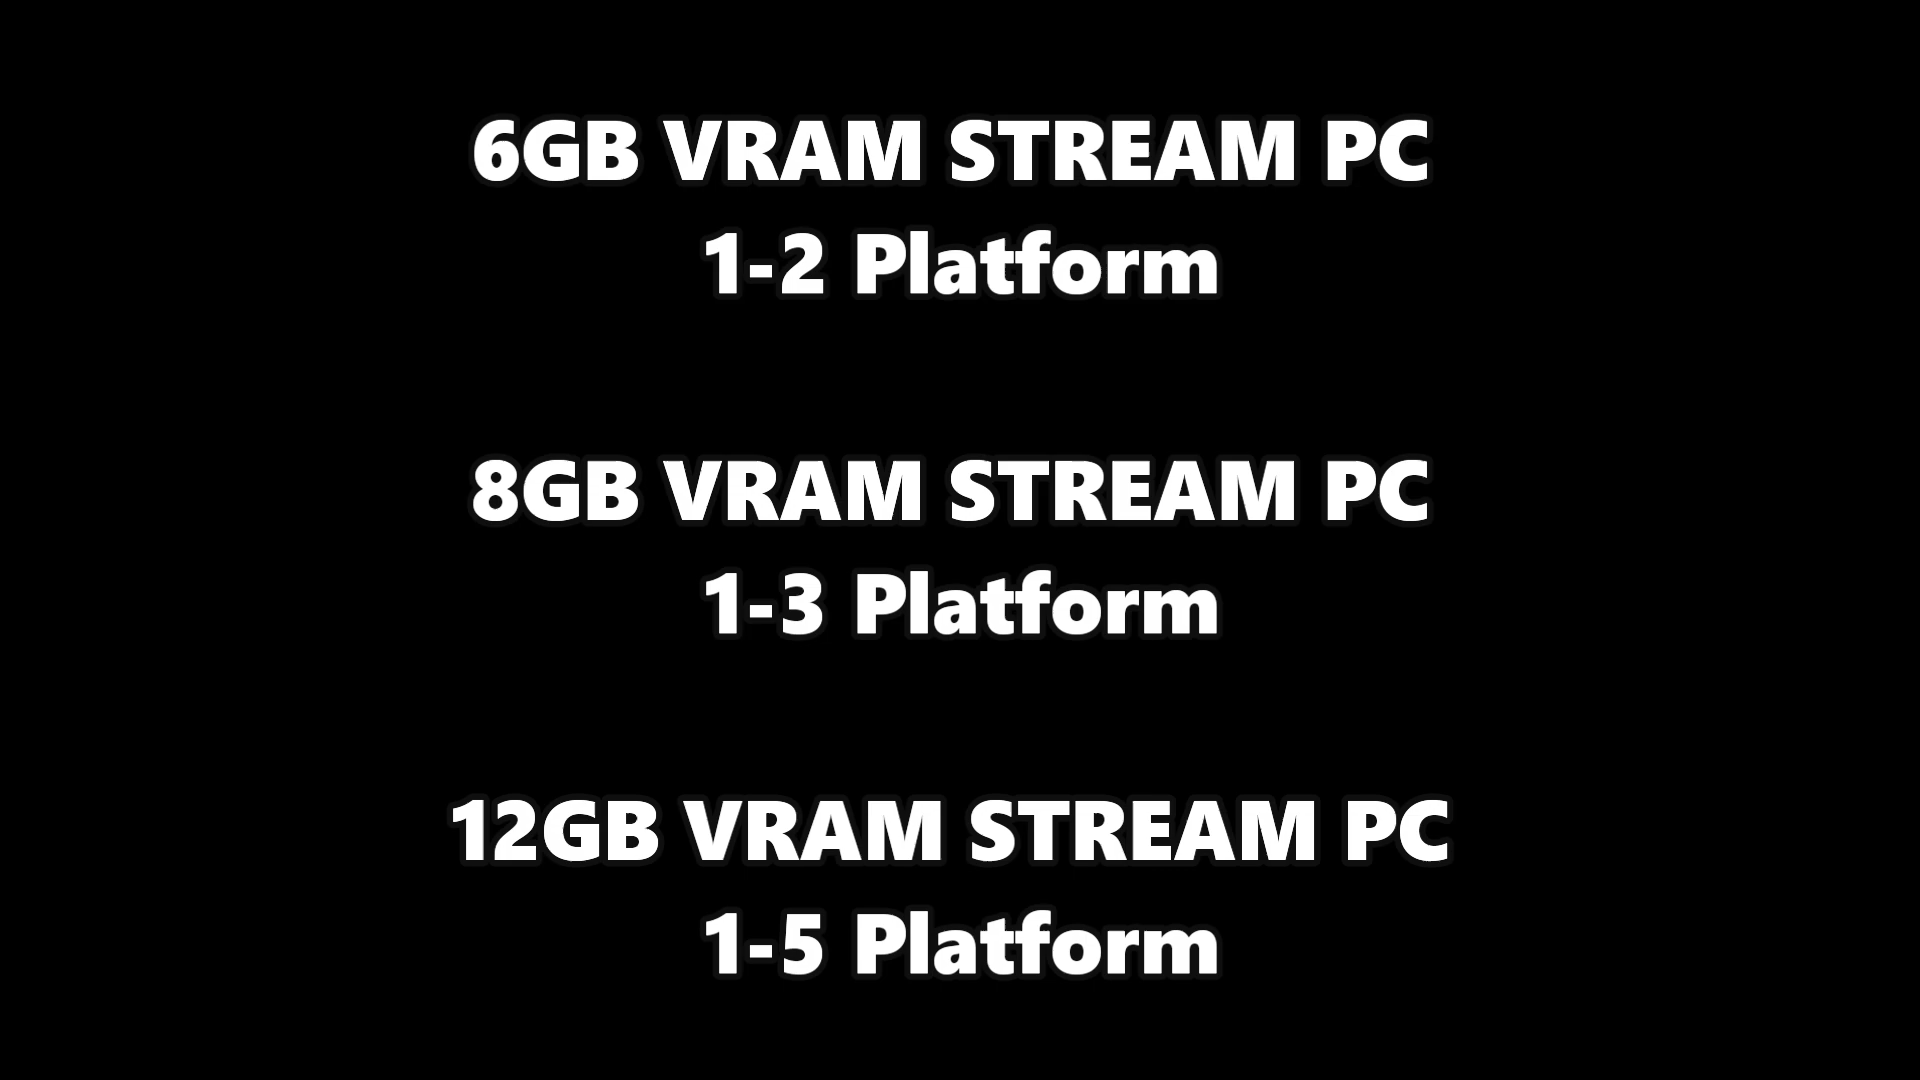 6GB VRAM STREAM PC
1-2 Platform
8GB VRAM STREAM PC
1-3 Platform
12GB VRAM STREAM PC
1-5 Platform